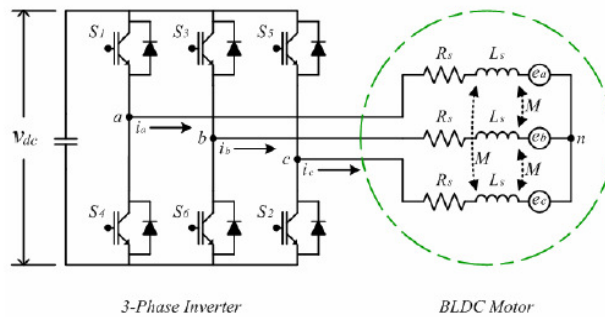 S1 S3 S5
Rs Ls ea
a
ia
M
vdc
b
ib
Rs Ls eb
n
c
ic
M
M
Rs Ls ec
S4 S6 S2
3-Phase Inverter
BLDC Motor